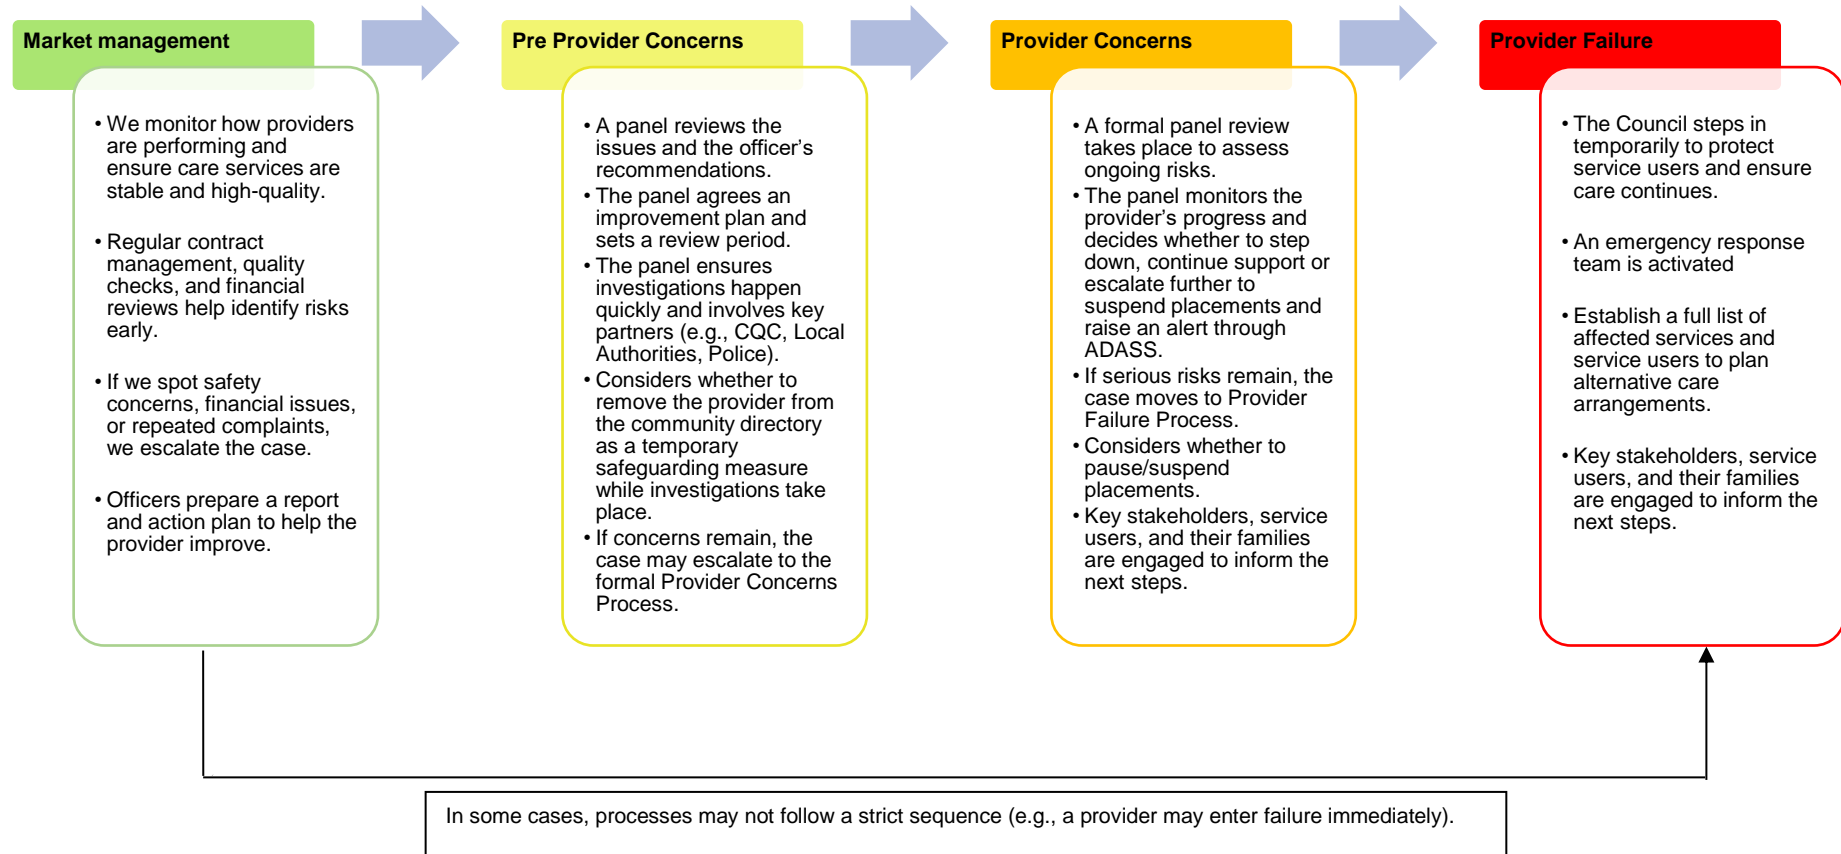 Market management
• We monitor how providers
are performing and
ensure care services are
stable and high-quality.
• Regular contract
management, quality
checks, and financial
reviews help identify risks
early.
• If we spot safety
concerns, financial issues,
or repeated complaints,
we escalate the case.
• Officers prepare a report
and action plan to help the
provider improve.
Pre Provider Concerns
• A panel reviews the
issues and the officer’s
recommendations.
• The panel agrees an
improvement plan and
sets a review period.
• The panel ensures
investigations happen
quickly and involves key
partners (e.g., CQC, Local
Authorities, Police).
• Considers whether to
remove the provider from
the community directory
as a temporary
safeguarding measure
while investigations take
place.
• If concerns remain, the
case may escalate to the
formal Provider Concerns
Process.
Provider Concerns
• A formal panel review
takes place to assess
ongoing risks.
• The panel monitors the
provider’s progress and
decides whether to step
down, continue support or
escalate further to
suspend placements and
raise an alert through
ADASS.
• If serious risks remain, the
case moves to Provider
Failure Process.
• Considers whether to
pause/suspend
placements.
• Key stakeholders, service
users, and their families
are engaged to inform the
next steps.
Provider Failure
• The Council steps in
temporarily to protect
service users and ensure
care continues.
• An emergency response
team is activated
• Establish a full list of
affected services and
service users to plan
alternative care
arrangements.
• Key stakeholders, service
users, and their families
are engaged to inform the
next steps.
In some cases, processes may not follow a strict sequence (e.g., a provider may enter failure immediately).